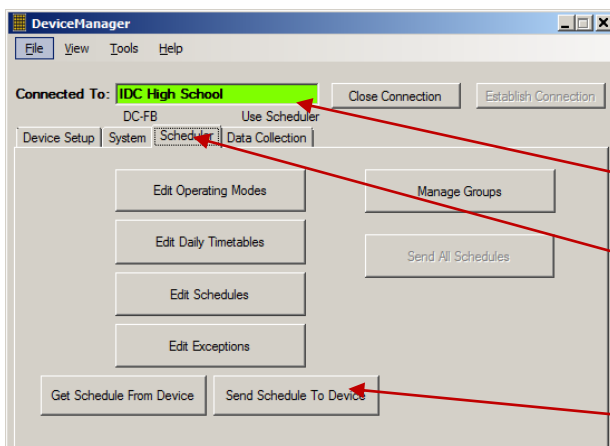 DeviceManager
File View Tools Help
Connected To: IDC High School Close Connection Establish Connection
DC-FB Use Scheduler
Device Setup System Scheduler Data Collection
Edit Operating Modes Manage Groups
Edit Daily Timetables Send All Schedules
Edit Schedules
Edit Exceptions
Get Schedule From Device Send Schedule To Device